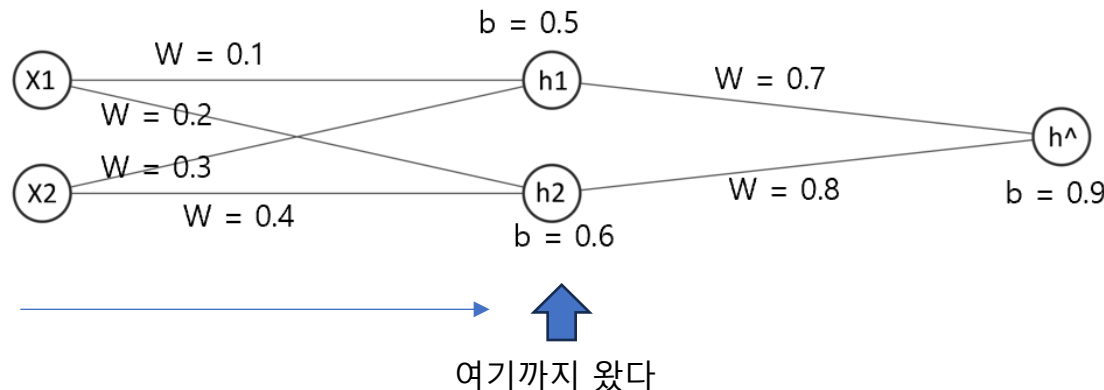 b = 0.5
W = 0.1
X1
h1
W = 0.7
W = 0.2
h^
W = 0.3
X2
h2
W = 0.8
b = 0.9
W = 0.4
b = 0.6
여기까지 왔다